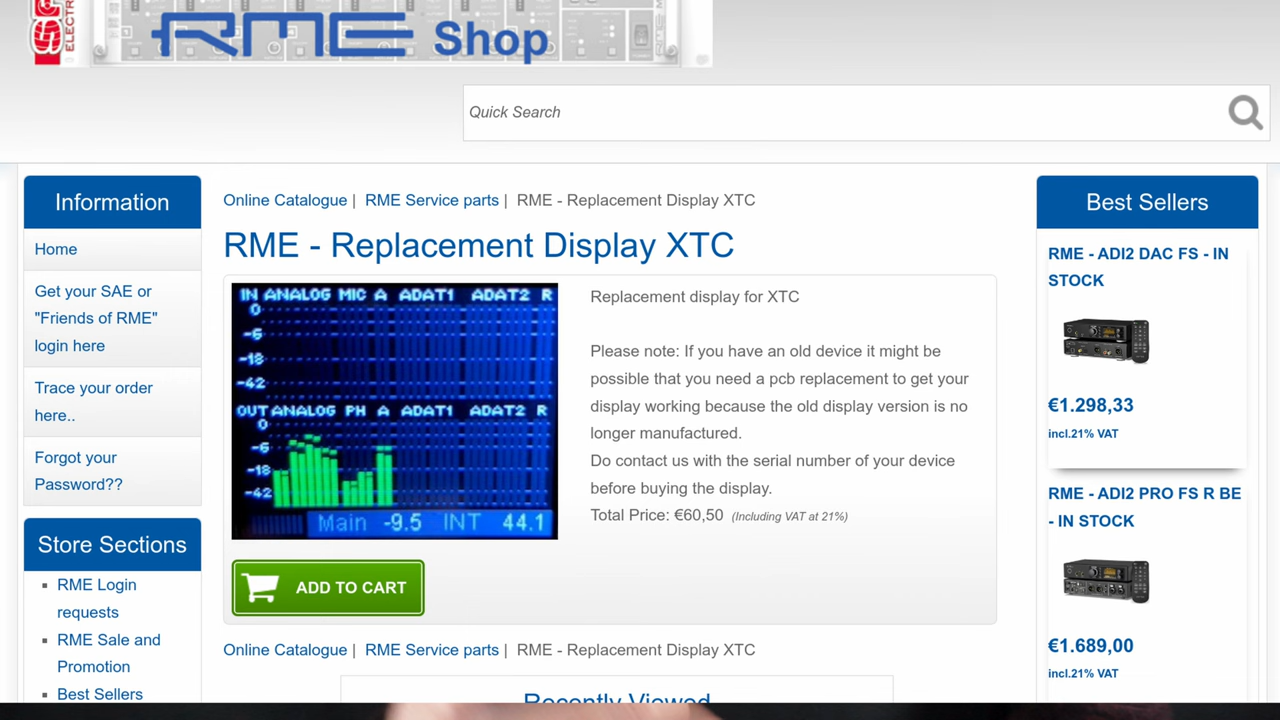 ELECTR
RME Shop
Quick Search
Information
Home
Get your SAE or
"Friends of RME"
login here
Trace your order
here..
Forgot your
Password??
Store Sections
RME Login
requests
RME Sale and
Promotion
Best Sellers
Online Catalogue | RME Service parts | RME - Replacement Display XTC
RME - Replacement Display XTC
IN ANALOG MIC A ADAT1 ADAT2 R
0
-6
-18
-42
OUT ANALOG PH A ADAT1 ADAT2 R
0
-6
-18
-42
Main -9.5 INT 44.1
Replacement display for XTC
Please note: If you have an old device it might be
possible that you need a pcb replacement to get your
display working because the old display version is no
longer manufactured.
Do contact us with the serial number of your device
before buying the display.
Total Price: €60,50 (Including VAT at 21%)
ADD TO CART
Online Catalogue | RME Service parts | RME - Replacement Display XTC
Recently Viewed
Best Sellers
RME - ADI2 DAC FS - IN
STOCK
€1.298,33
incl.21% VAT
RME - ADI2 PRO FS R BE
- IN STOCK
€1.689,00
incl.21% VAT